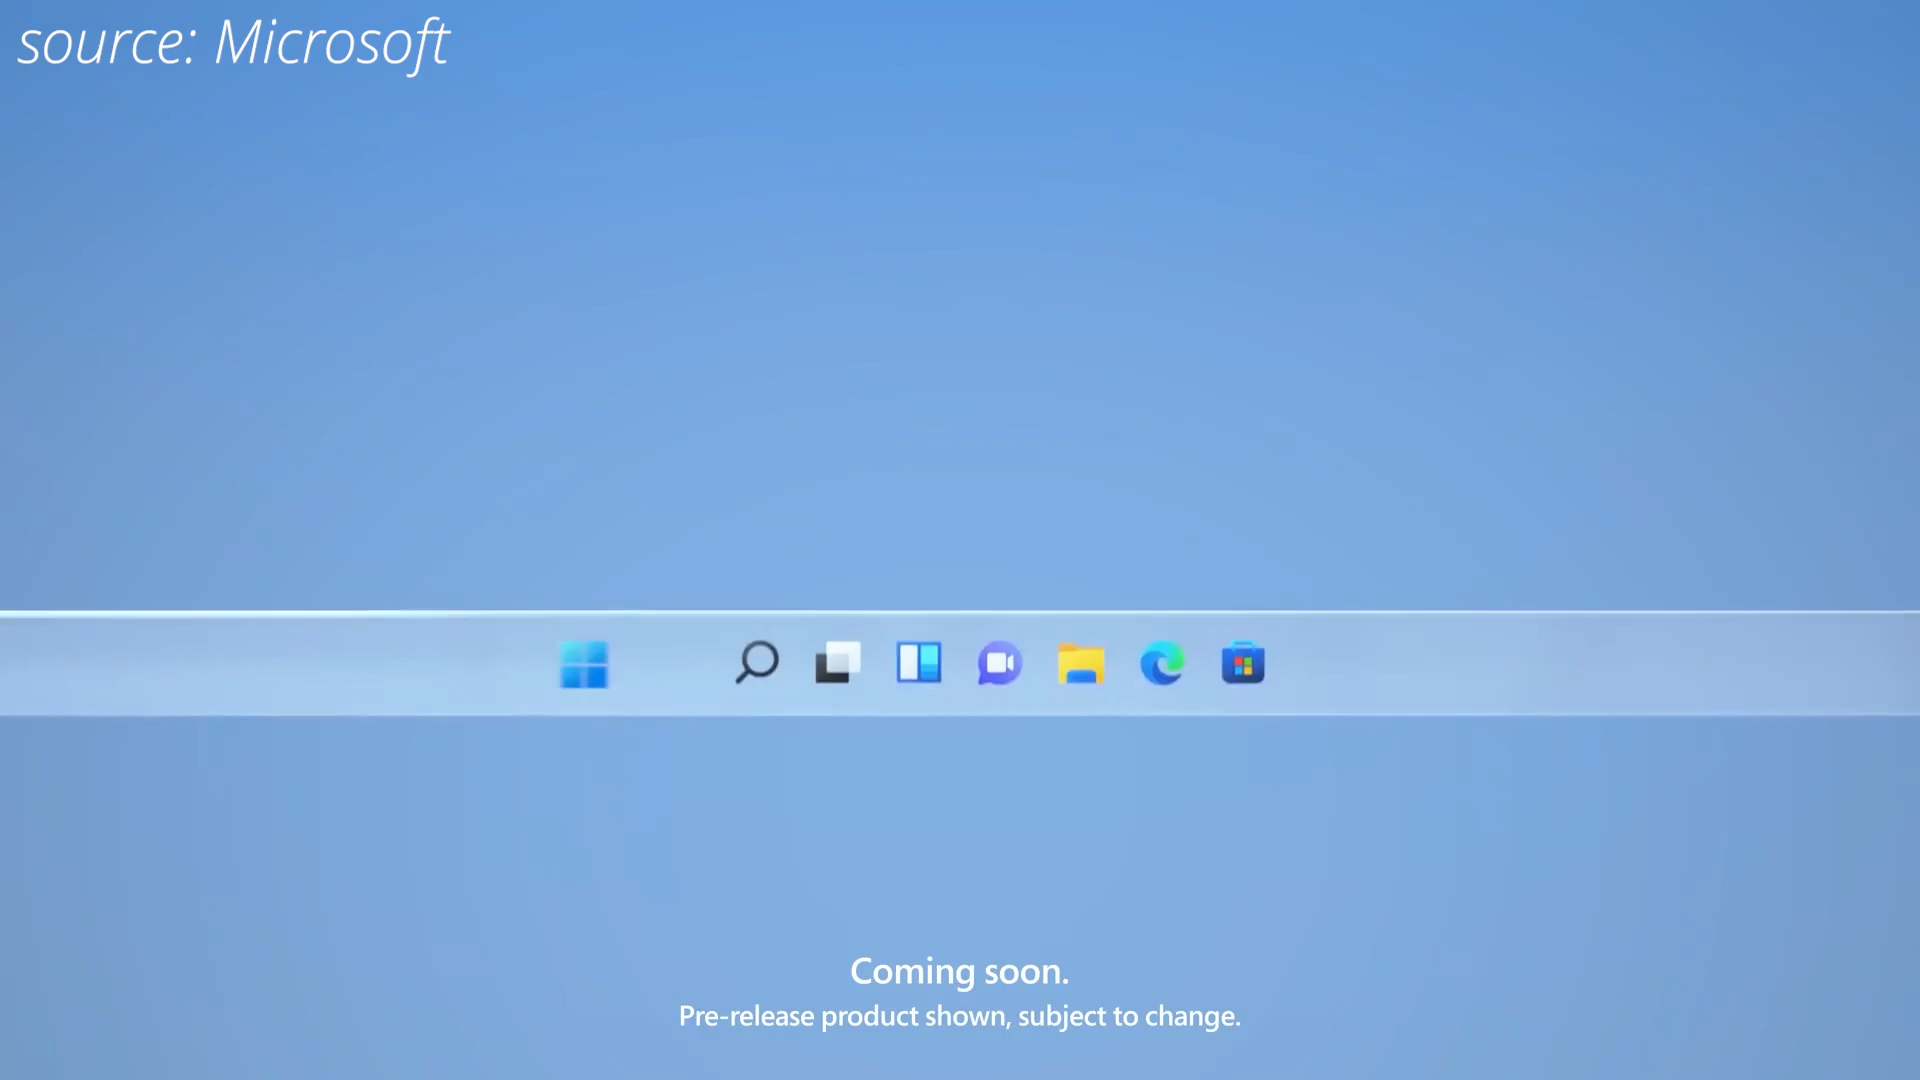 source: Microsoft
Coming soon.
Pre-release product shown, subject to change.